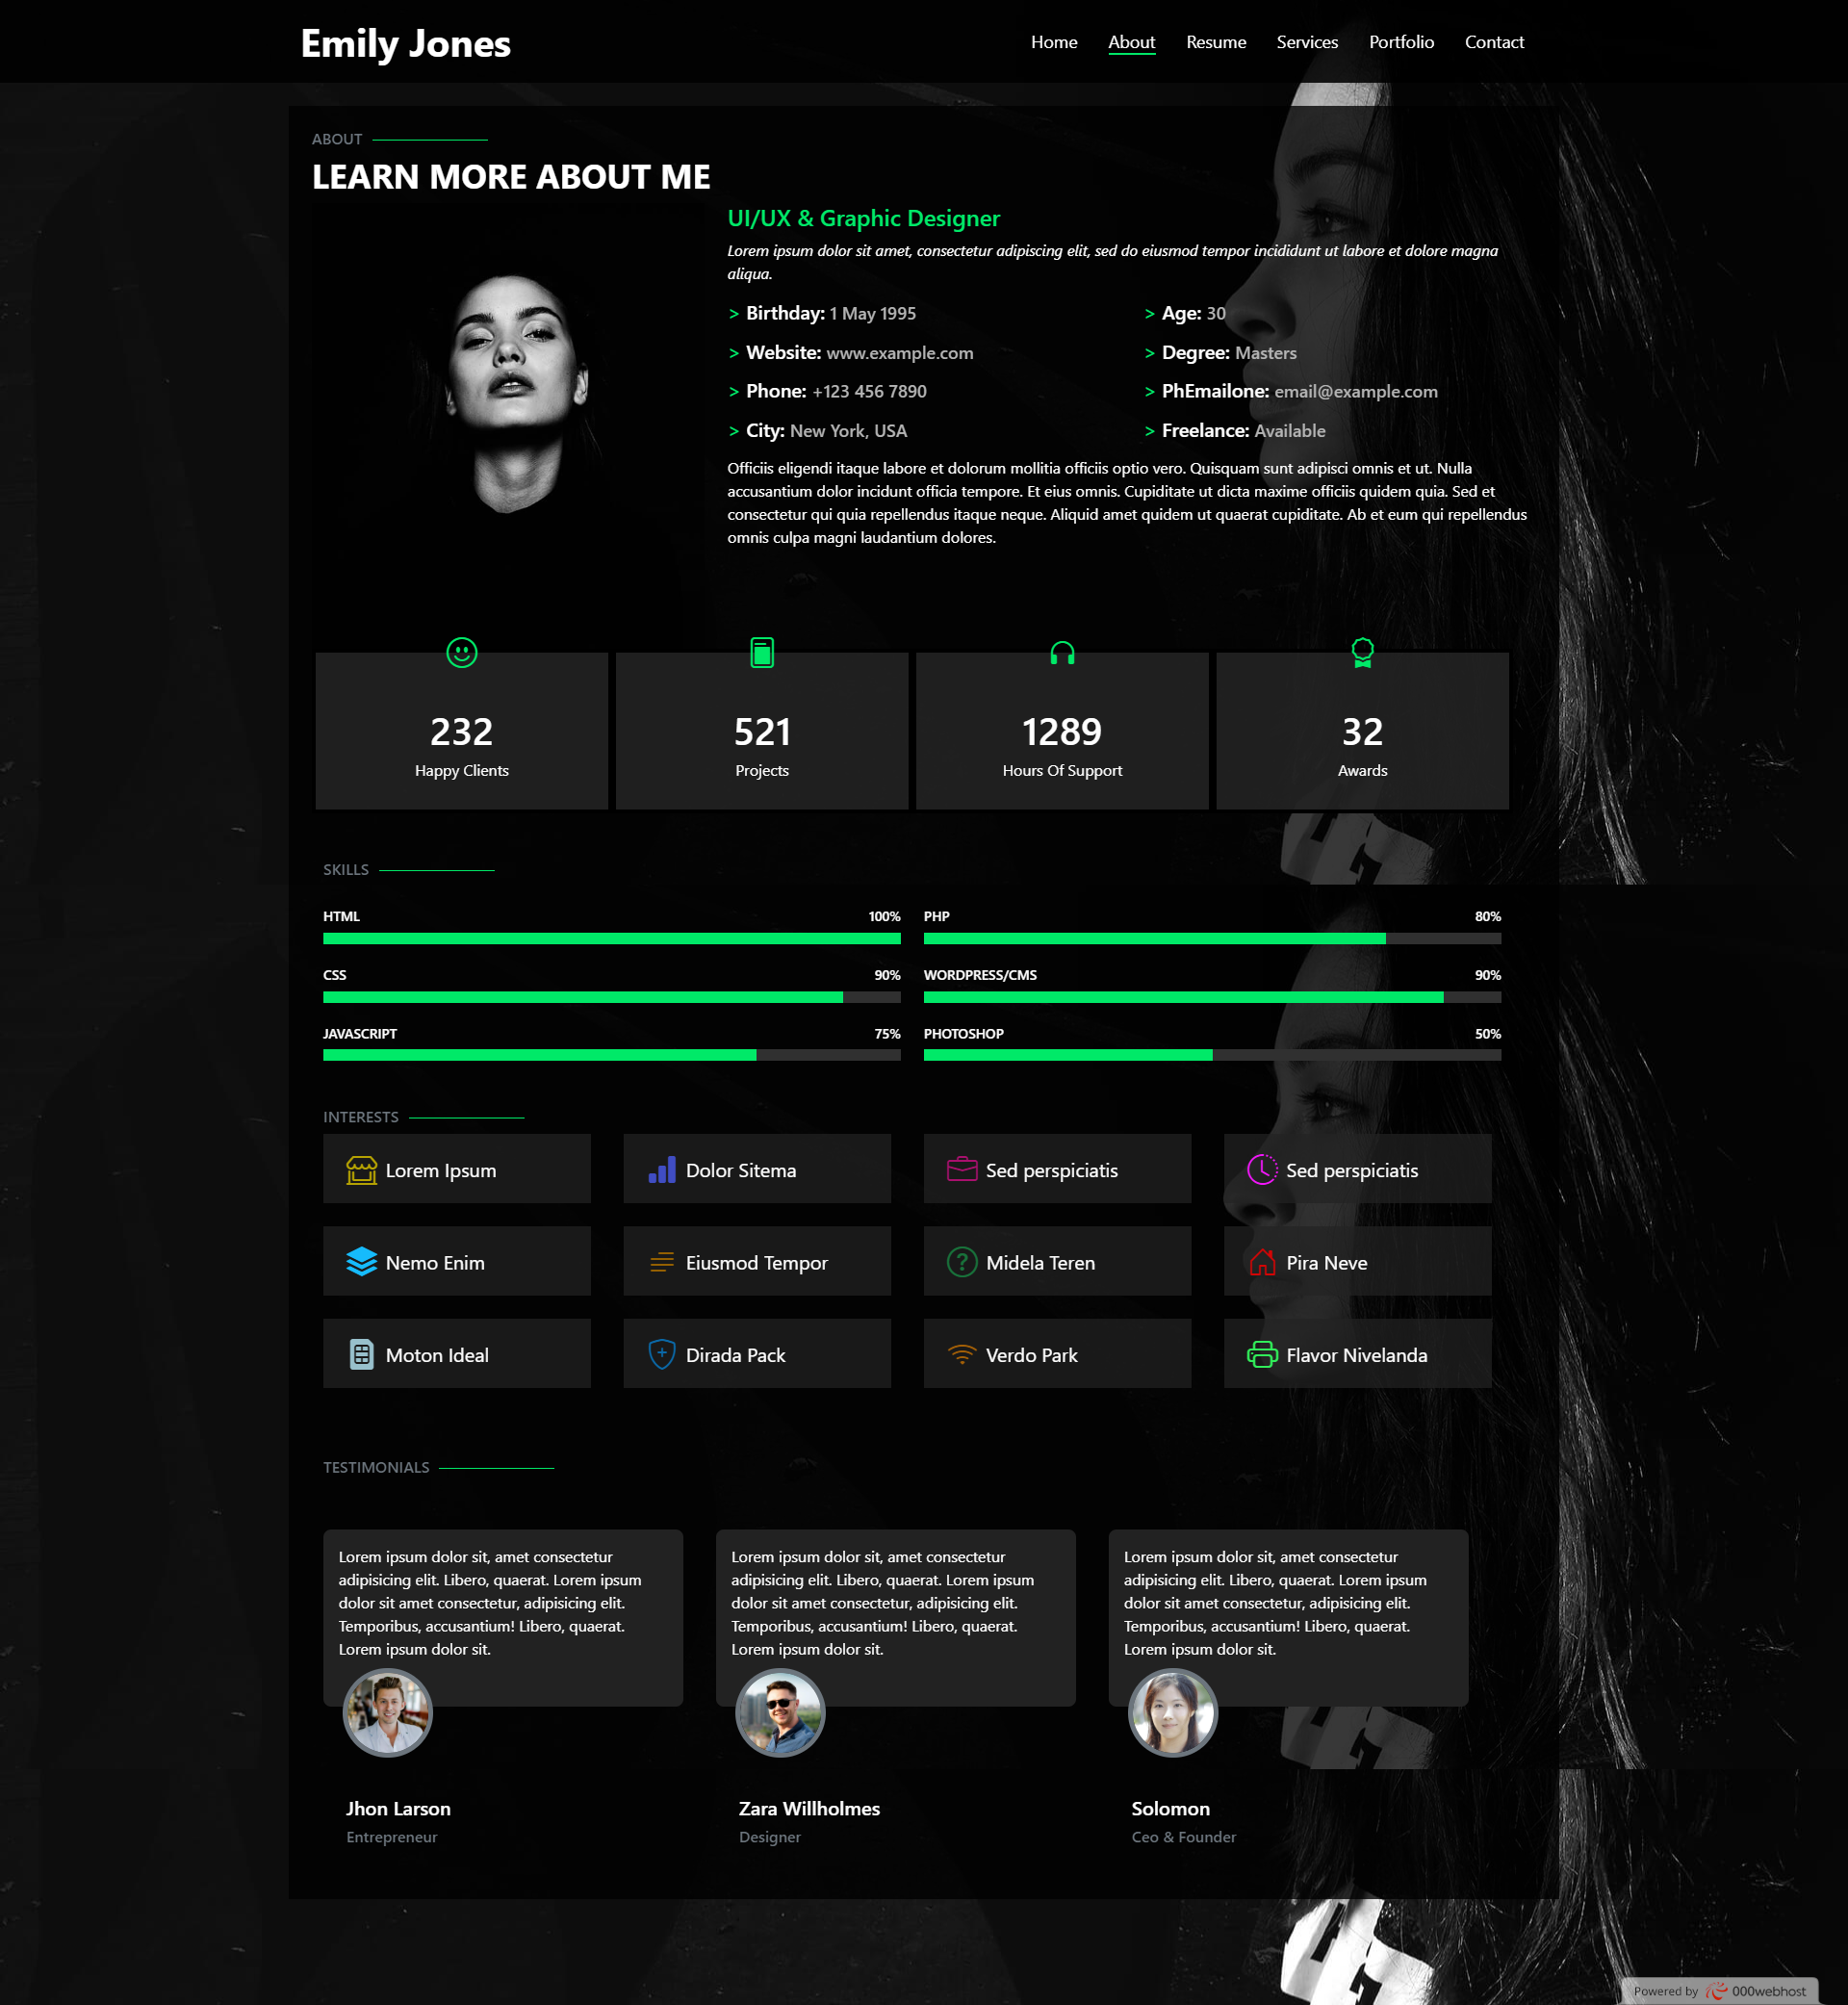 Emily Jones
Home About Resume Services Portfolio Contact
ABOUT
LEARN MORE ABOUT ME
UI/UX & Graphic Designer
Lorem ipsum dolor sit amet, consectetur adipiscing elit, sed do eiusmod tempor incididunt ut labore et dolore magna
aliqua.
> Birthday: 1 May 1995
> Age: 30
> Website: www.example.com
> Degree: Masters
> Phone: +123 456 7890
> PhEmailone: email@example.com
> City: New York, USA
> Freelance: Available
Officiis eligendi itaque labore et dolorum mollitia officiis optio vero. Quisquam sunt adipisci omnis et ut. Nulla
accusantium dolor incidunt officia tempore. Et eius omnis. Cupiditate ut dicta maxime officiis quidem quia. Sed et
consectetur qui quia repellendus itaque neque. Aliquid amet quidem ut quaerat cupiditate. Ab et eum qui repellendus
omnis culpa magni laudantium dolores.
232
Happy Clients
521
Projects
1289
Hours Of Support
32
Awards
SKILLS
HTML 100%
PHP 80%
CSS 90%
WORDPRESS/CMS 90%
JAVASCRIPT 75%
PHOTOSHOP 50%
INTERESTS
Lorem Ipsum
Dolor Sitema
Sed perspiciatis
Sed perspiciatis
Nemo Enim
Eiusmod Tempor
Midela Teren
Pira Neve
Moton Ideal
Dirada Pack
Verdo Park
Flavor Nivelanda
TESTIMONIALS
Lorem ipsum dolor sit, amet consectetur
adipisicing elit. Libero, quaerat. Lorem ipsum
dolor sit amet consectetur, adipisicing elit.
Temporibus, accusantium! Libero, quaerat.
Lorem ipsum dolor sit.
Jhon Larson
Entrepreneur
Lorem ipsum dolor sit, amet consectetur
adipisicing elit. Libero, quaerat. Lorem ipsum
dolor sit amet consectetur, adipisicing elit.
Temporibus, accusantium! Libero, quaerat.
Lorem ipsum dolor sit.
Zara Willholmes
Designer
Lorem ipsum dolor sit, amet consectetur
adipisicing elit. Libero, quaerat. Lorem ipsum
dolor sit amet consectetur, adipisicing elit.
Temporibus, accusantium! Libero, quaerat.
Lorem ipsum dolor sit.
Solomon
Ceo & Founder
Powered by 000webhost